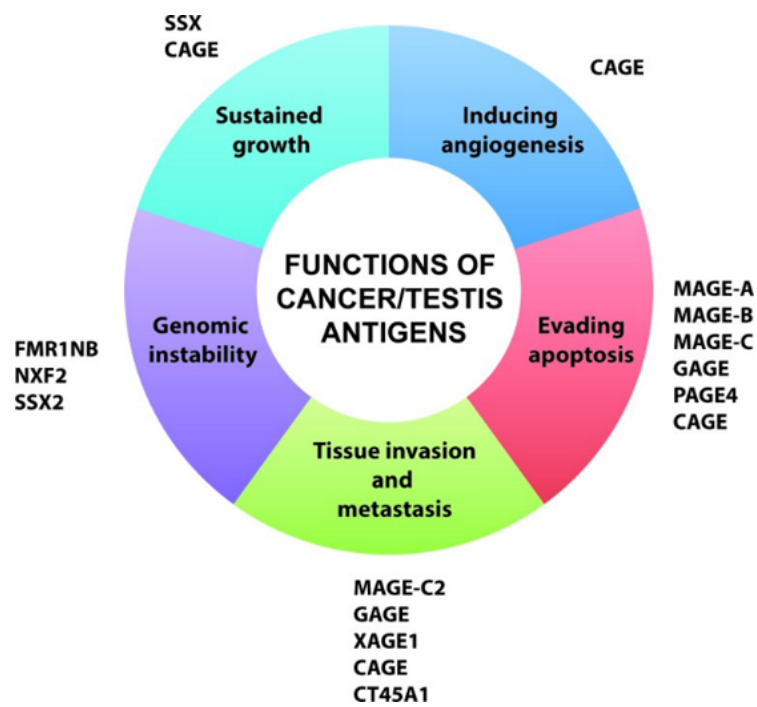 SSX
CAGE
Sustained
growth
CAGE
Inducing
angiogenesis
FUNCTIONS OF
CANCER/TESTIS
ANTIGENS
MAGE-A
MAGE-B
MAGE-C
GAGE
PAGE4
CAGE
Evading
apoptosis
Genomic
instability
FMR1NB
NXF2
SSX2
Tissue invasion
and
metastasis
MAGE-C2
GAGE
XAGE1
CAGE
CT45A1